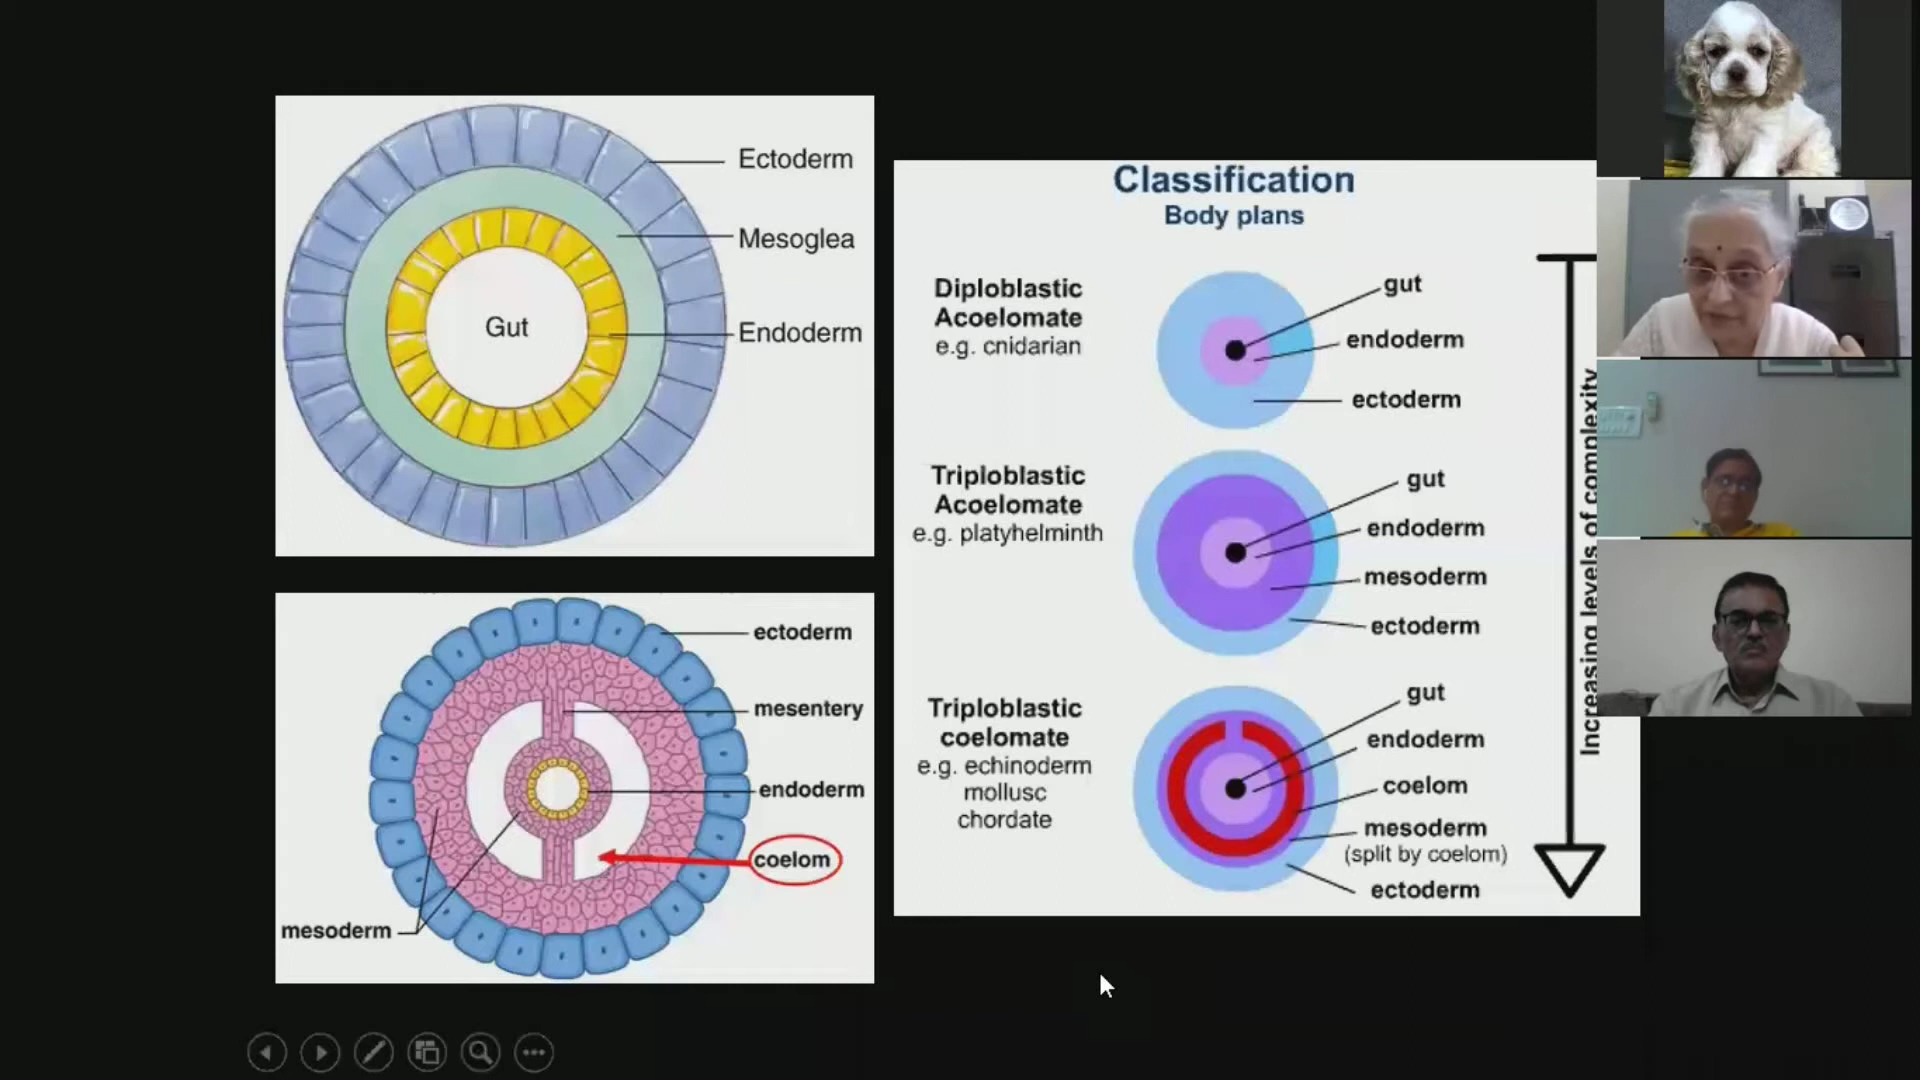 Ectoderm
Mesoglea
Gut
Endoderm
ectoderm
mesentery
endoderm
coelom
mesoderm
Classification
Body plans
Diploblastic
Acoelomate
e.g. cnidarian
gut
endoderm
ectoderm
Triploblastic
Acoelomate
e.g. platyhelminth
gut
endoderm
mesoderm
ectoderm
Triploblastic
coelomate
e.g. echinoderm
mollusc
chordate
gut
endoderm
coelom
mesoderm
(split by coelom)
ectoderm
Increasing levels of complexity